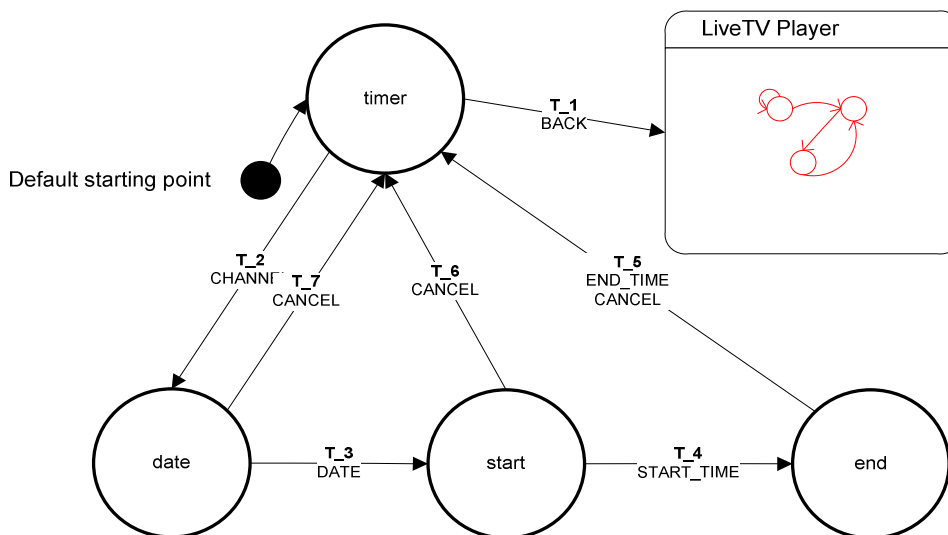 LiveTV Player
timer
T_1
BACK
Default starting point
T_2
CHANNE
T_7
CANCEL
T_6
CANCEL
T_5
END_TIME
CANCEL
date
T_3
DATE
start
T_4
START_TIME
end